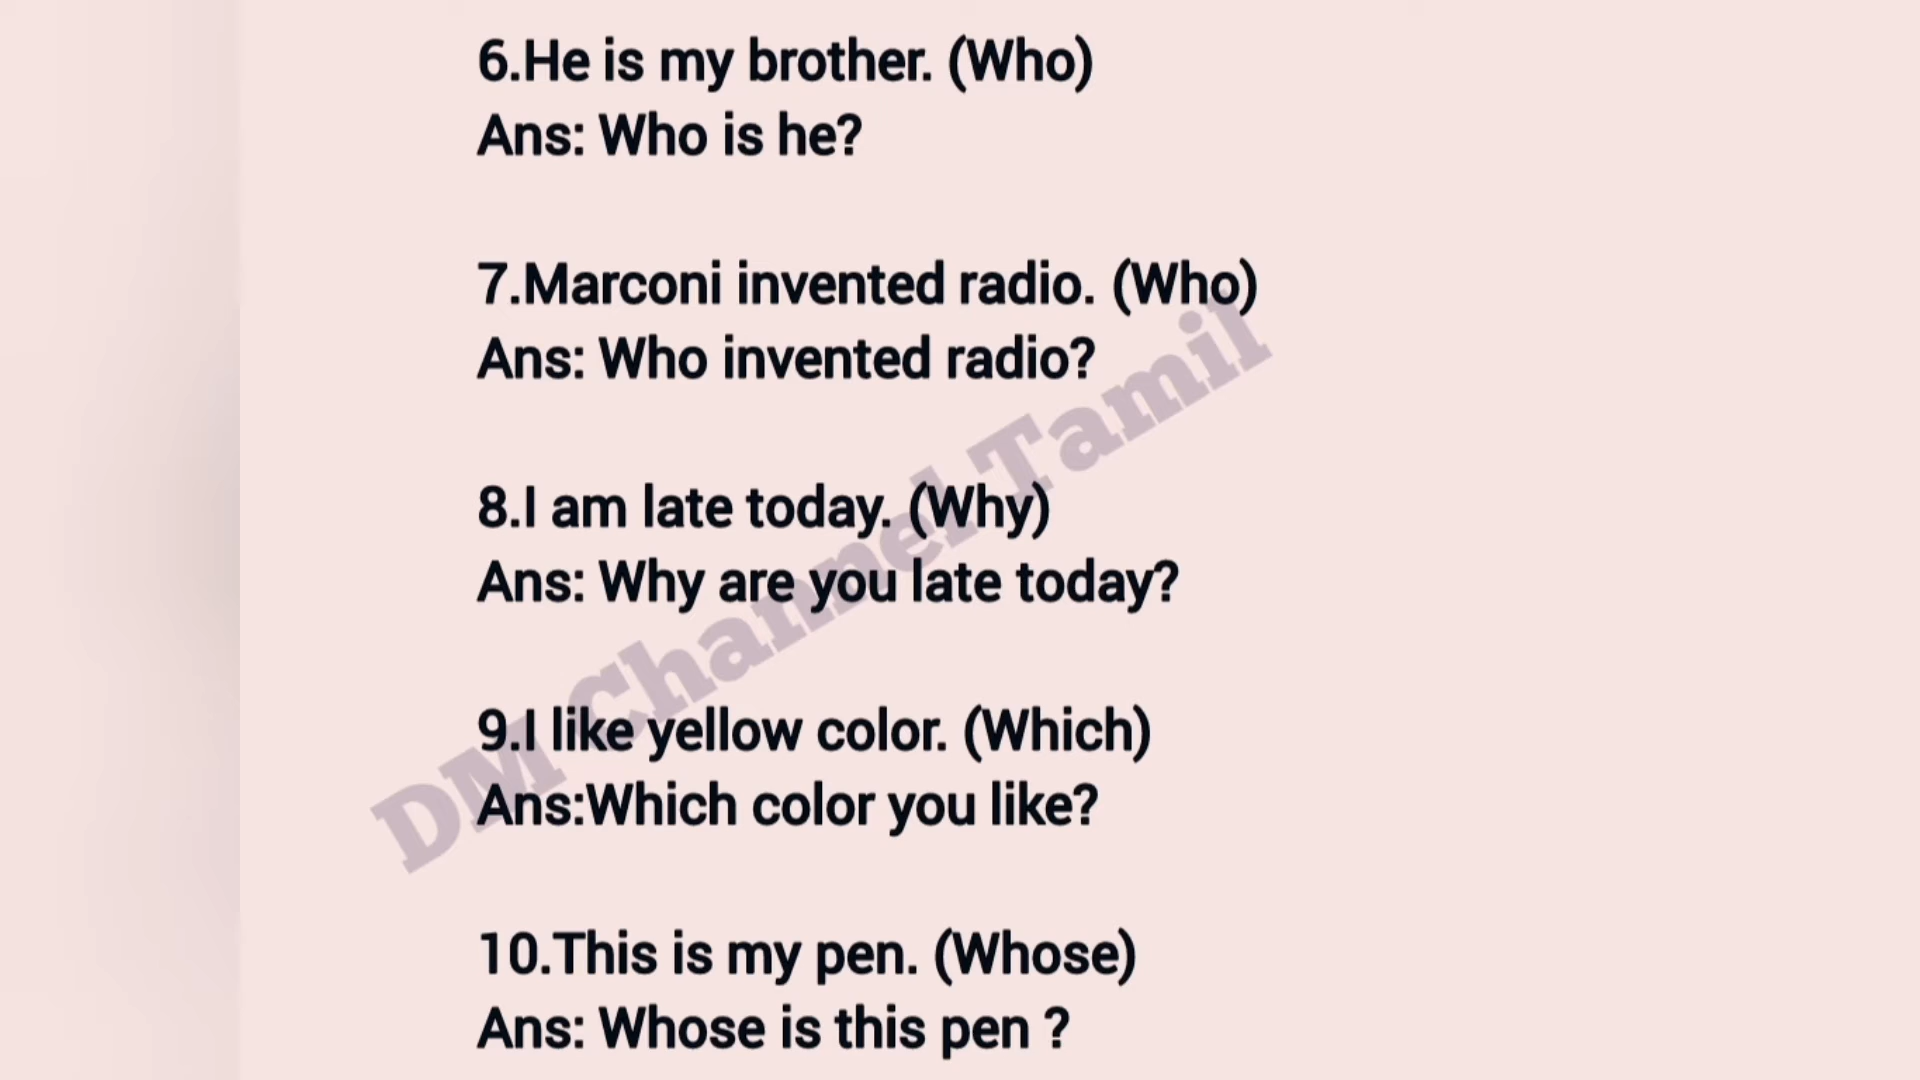 6.He is my brother. (Who)
Ans: Who is he?
7.Marconi invented radio. (Who)
Ans: Who invented radio?
8.I am late today. (Why)
Ans: Why are you late today?
9.I like yellow color. (Which)
Ans:Which color you like?
10.This is my pen. (Whose)
Ans: Whose is this pen ?
DM Channel Tamil